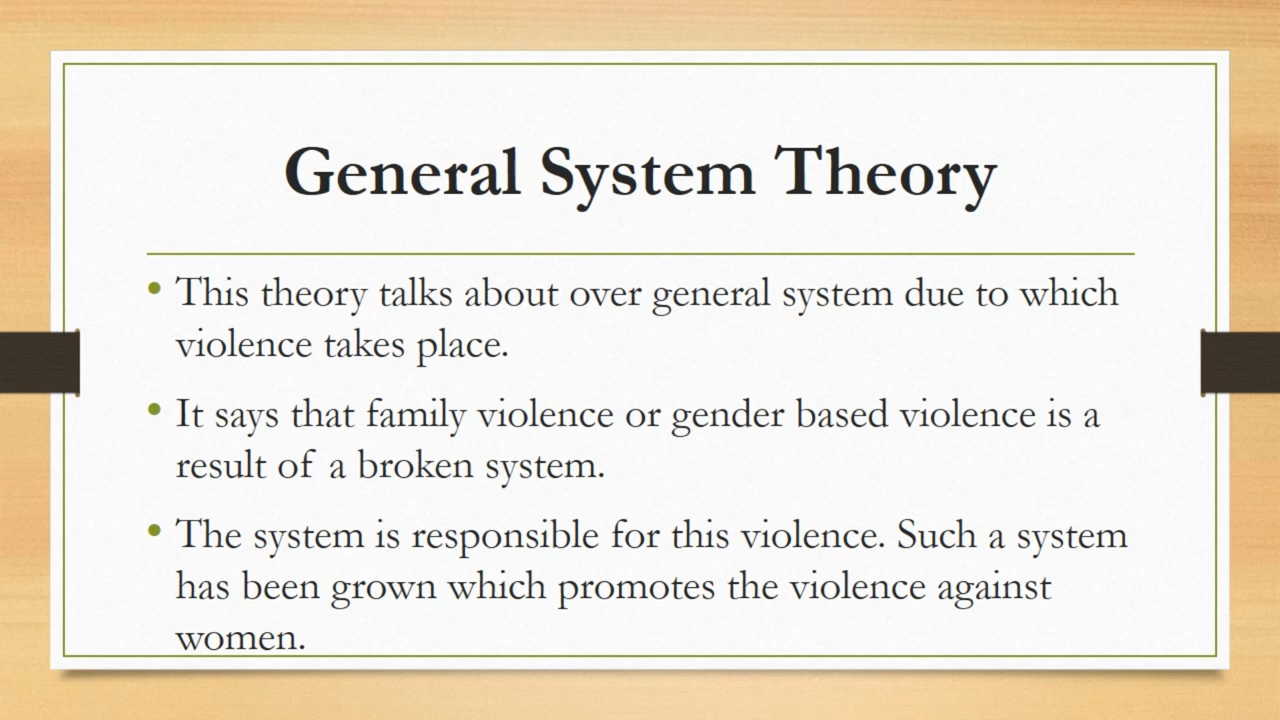 General System Theory
• This theory talks about over general system due to which
violence takes place.
• It says that family violence or gender based violence is a
result of a broken system.
• The system is responsible for this violence. Such a system
has been grown which promotes the violence against
women.